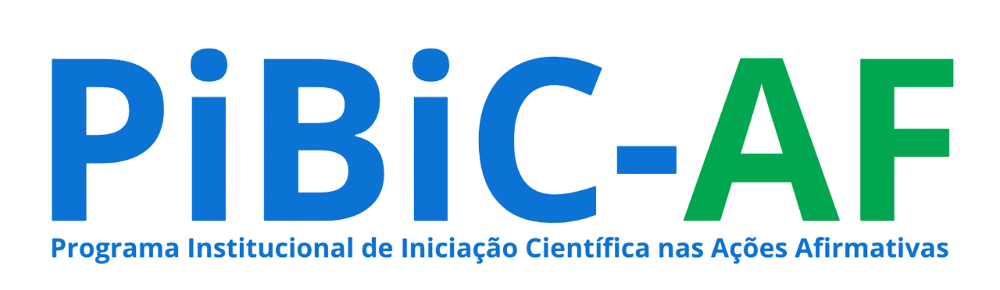 PiBiC-AF
Programa Institucional de Iniciação Científica nas Ações Afirmativas